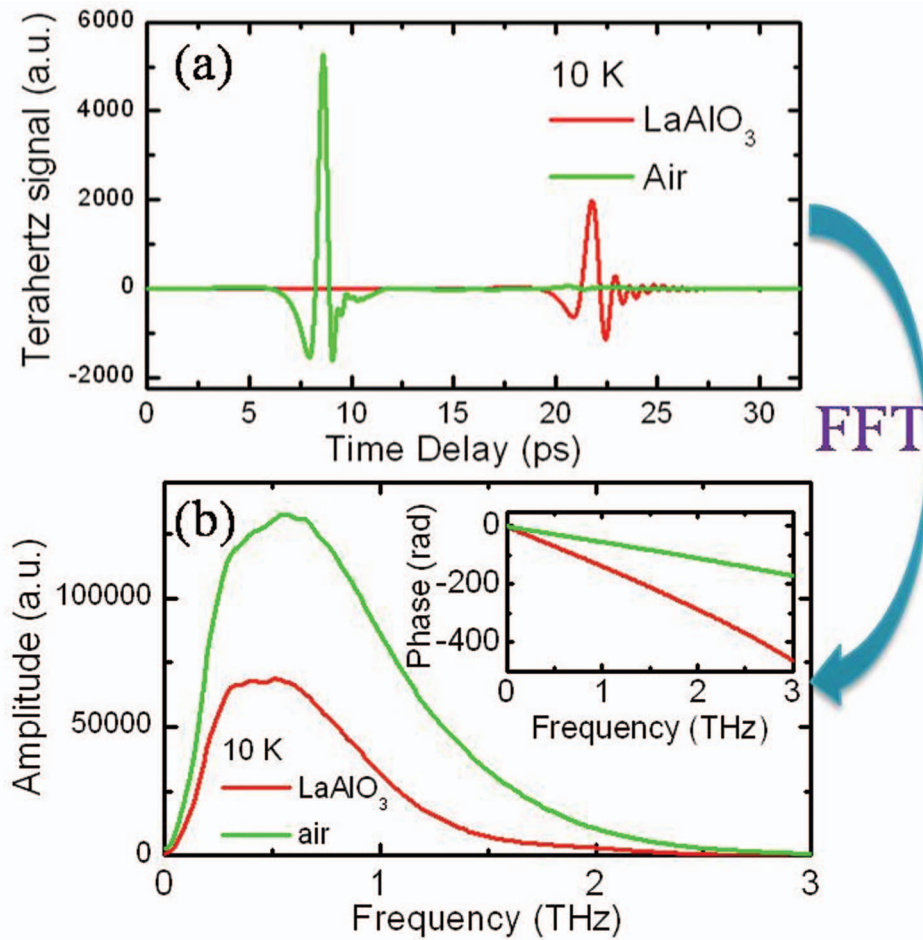 (a)
10 K
LaAlO₃
Air
Terahertz signal (a.u.)
6000
4000
2000
0
-2000
0 5 10 15 20 25 30
Time Delay (ps)
FFT
(b)
10 K
LaAlO₃
air
Amplitude (a.u.)
100000
50000
0
0 1 2 3
Frequency (THz)
Phase (rad)
0
-200
-400
0 1 2 3
Frequency (THz)